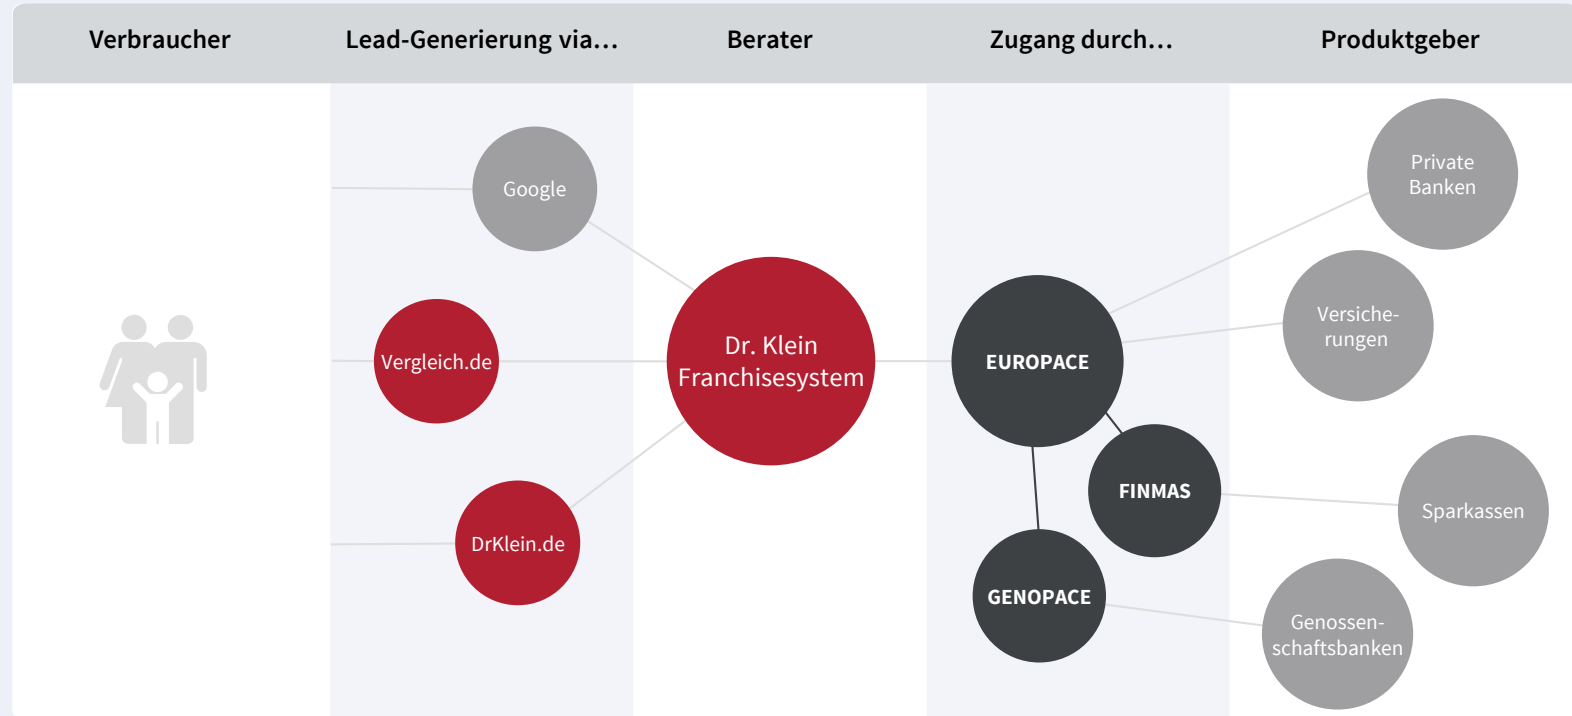 Verbraucher
Lead-Generierung via…
Berater
Zugang durch…
Produktgeber
Google
Vergleich.de
DrKlein.de
Dr. Klein
Franchisesystem
EUROPACE
FINMAS
GENOPACE
Private
Banken
Versiche-
rungen
Sparkassen
Genossen-
schaftsbanken